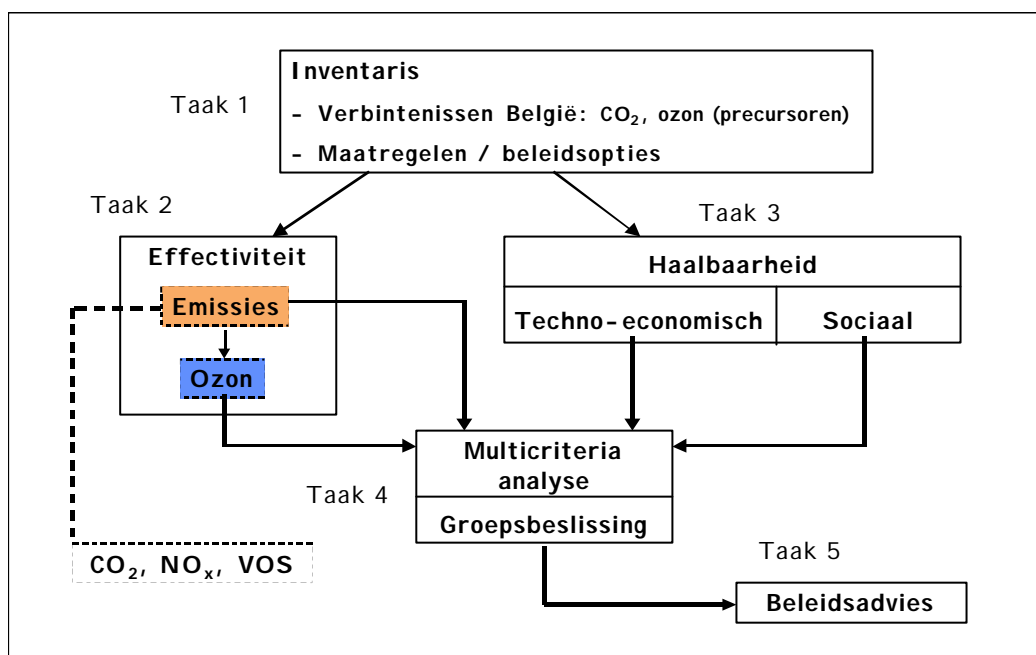 Taak 1
Inventaris
- Verbintenissen België: CO₂, ozon (precursoren)
- Maatregelen / beleidsopties
Taak 2
Effectiviteit
Emissies
Ozon
Taak 3
Haalbaarheid
Techno-economisch
Sociaal
Taak 4
Multicriteria
analyse
Groepsbeslissing
CO₂, NOₓ, VOS
Taak 5
Beleidsadvies